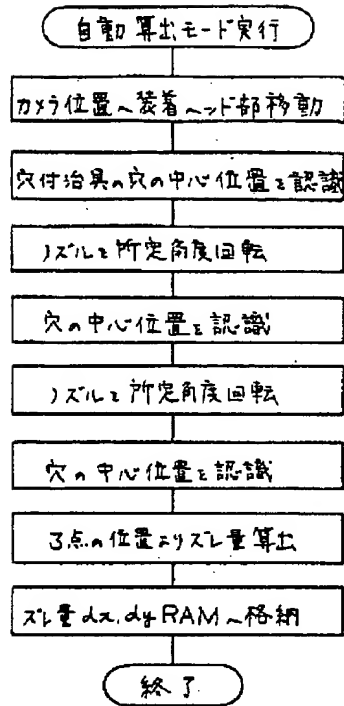 自動算出モード実行
カメラ位置へ装着ヘッド部移動
穴付治具の穴の中心位置を認識
ノズルを所定角度回転
穴の中心位置を認識
ノズルを所定角度回転
穴の中心位置を認識
3点の位置よりズレ量算出
ズレ量dx,dy RAMへ格納
終了